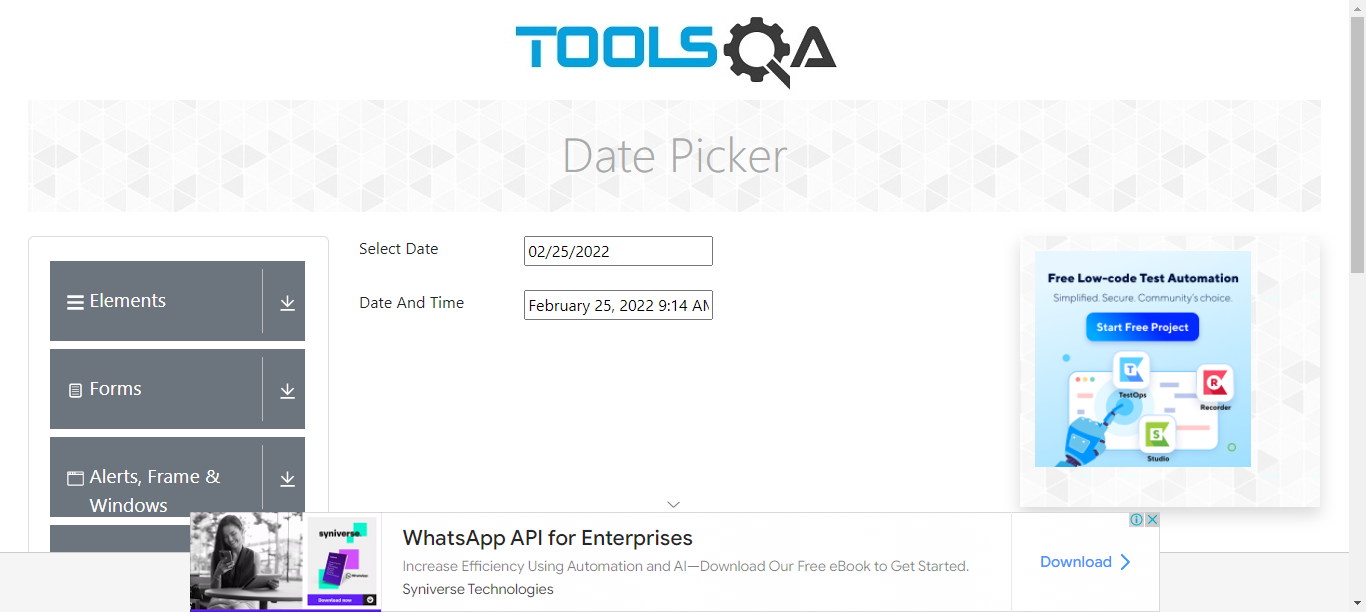 TOOLSQA
Date Picker
Elements
Forms
Alerts, Frame &
Windows
Select Date
02/25/2022
Date And Time
February 25, 2022 9:14 AM
Free Low-code Test Automation
Simplified. Secure. Community's choice.
Start Free Project
T
TestOps
R
Recorder
S
Studio
syniverse.
WhatsApp
Download now
WhatsApp API for Enterprises
Increase Efficiency Using Automation and AI—Download Our Free eBook to Get Started.
Syniverse Technologies
Download